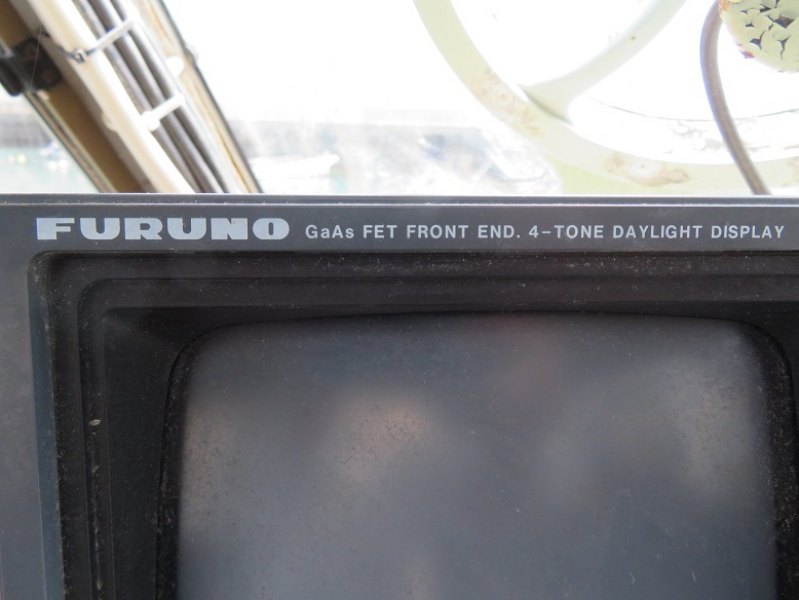 FURUNO GaAs FET FRONT END. 4-TONE DAYLIGHT DISPLAY